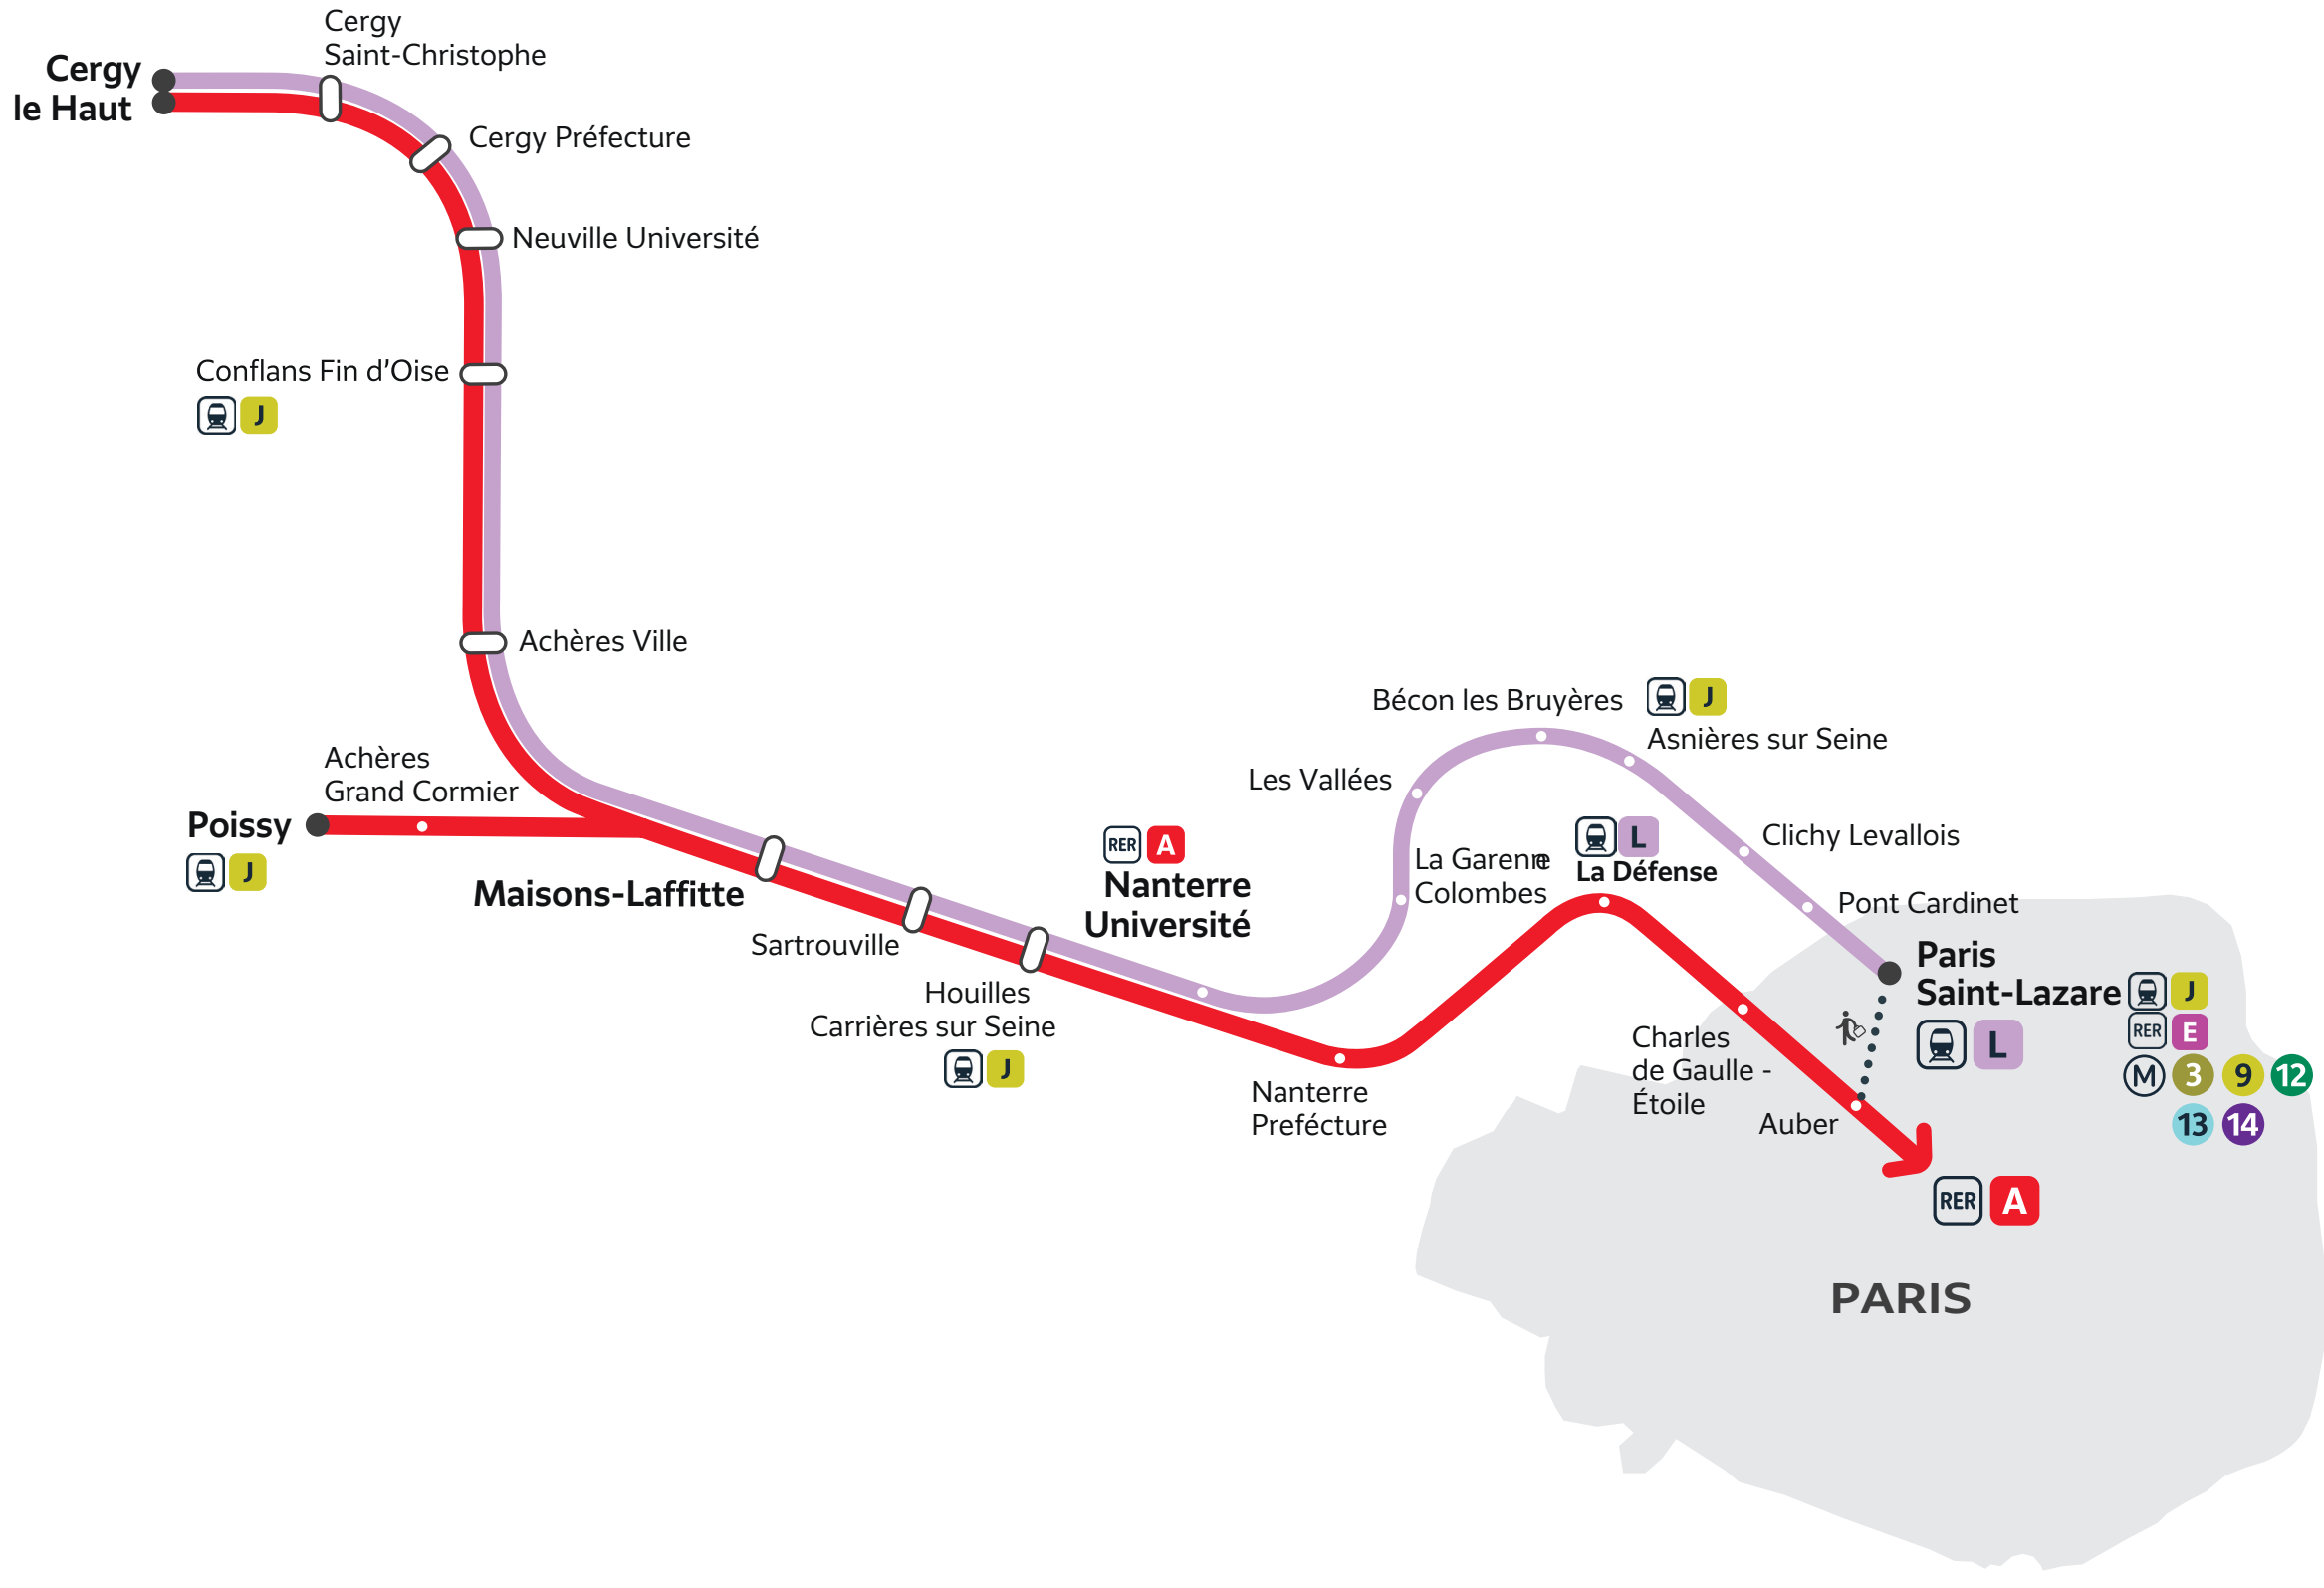 Cergy
Saint-Christophe
Cergy
le Haut
Cergy Préfecture
Neuville Université
Conflans Fin d'Oise
J
Achères Ville
Achères
Grand Cormier
Poissy
J
Maisons-Laffitte
Sartrouville
Houilles
Carrières sur Seine
J
RER A
Nanterre
Université
Nanterre
Prefécture
Bécon les Bruyères
J
Asnières sur Seine
Les Vallées
La Garenne
Colombes
L
La Défense
Clichy Levallois
Pont Cardinet
Paris
Saint-Lazare
J
RER E
L
M 3 9 12
13 14
Charles
de Gaulle -
Étoile
Auber
RER A
PARIS